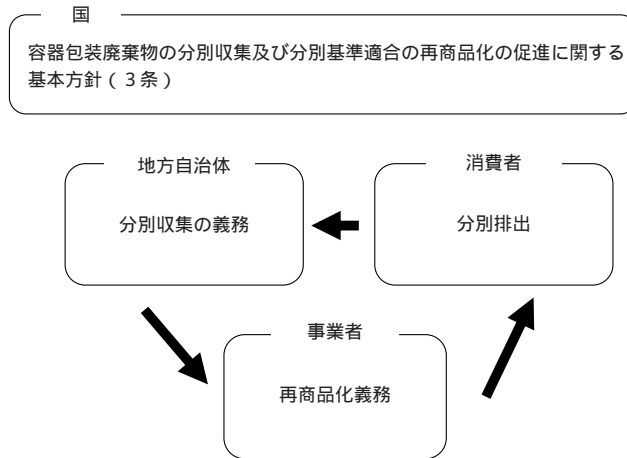 国
容器包装廃棄物の分別収集及び分別基準適合の再商品化の促進に関する
基本方針（３条）
地方自治体
消費者
分別収集の義務
分別排出
事業者
再商品化義務